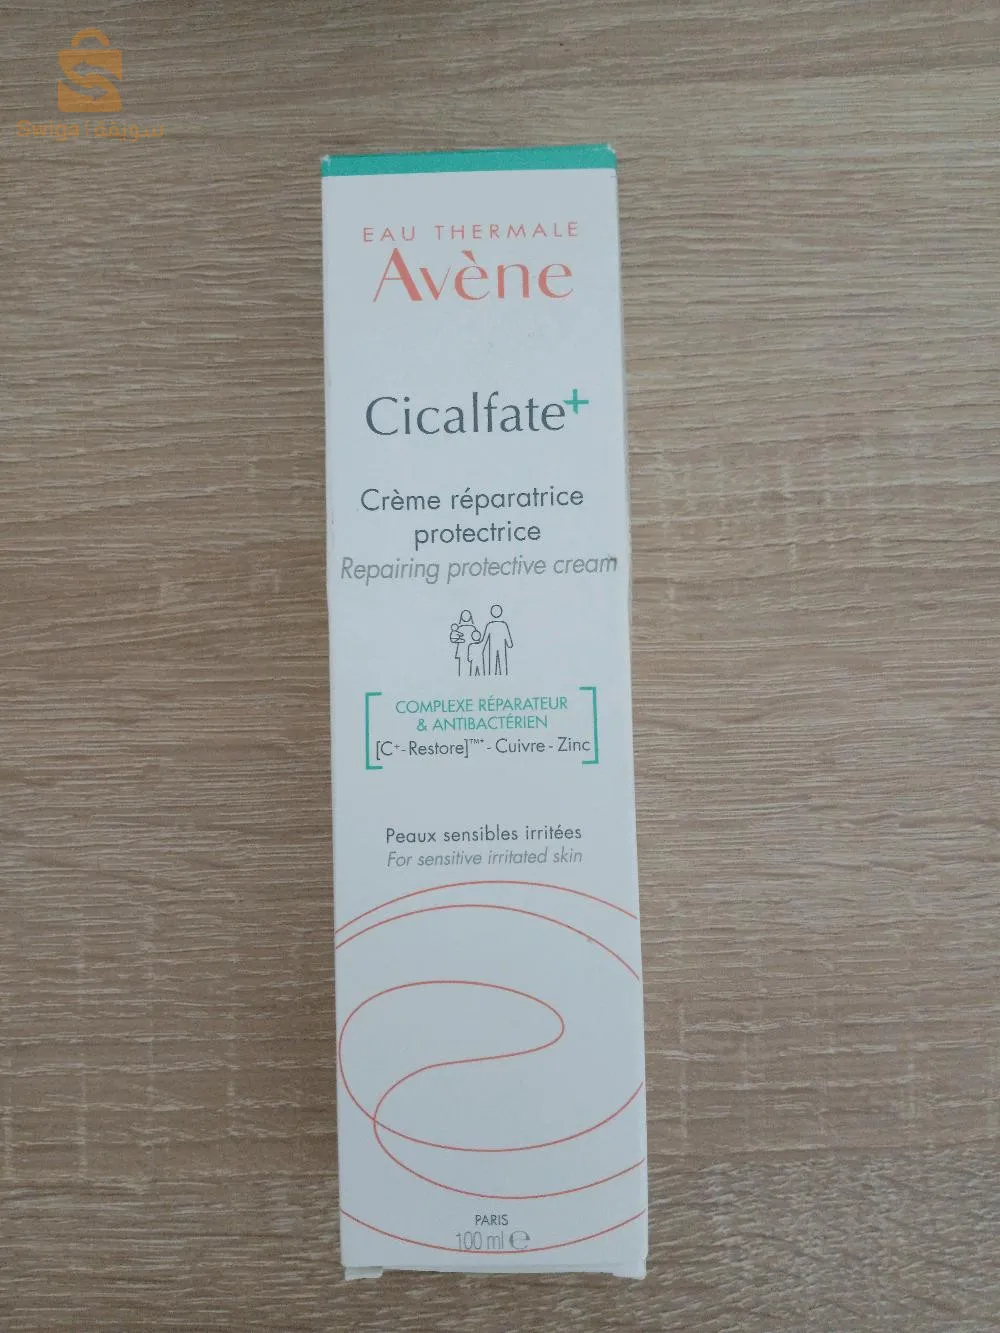 سويقة
EAU THERMALE
Avène
Cicalfate+
Crème réparatrice
protectrice
Repairing protective cream
COMPLEXE RÉPARATEUR
& ANTIBACTÉRIEN
[C+-Restore]™* - Cuivre - Zinc
Peaux sensibles irritées
For sensitive irritated skin
PARIS
100 ml e